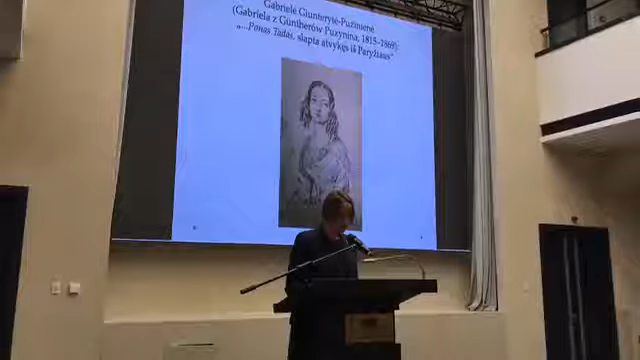 Gabrielė Giunterytė-Puzinienė
(Gabriela z Güntherów Puzynina, 1815–1869):
„...Ponas Tadas, slapta atvykęs iš Paryžiaus“